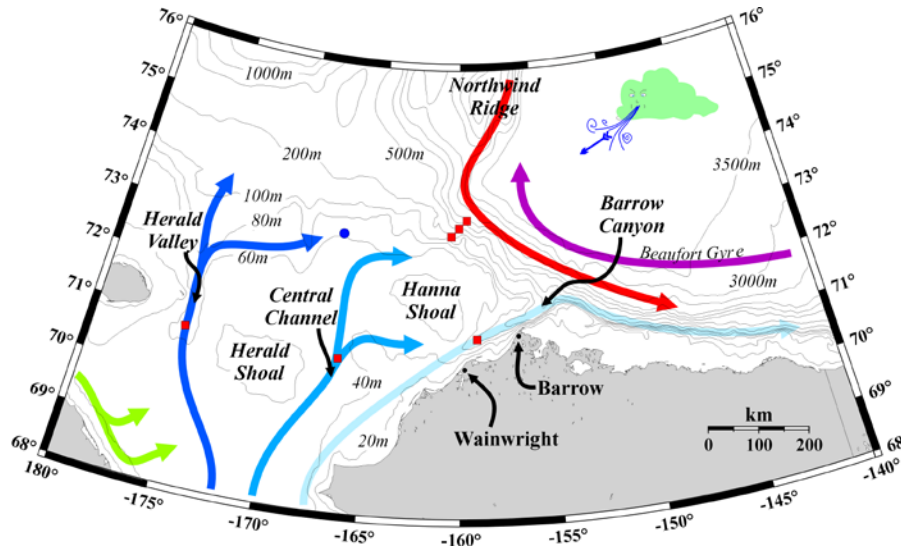 76°
76°
75°
75°
74°
74°
73°
73°
72°
72°
71°
71°
70°
70°
69°
69°
68°
68
180°
-175°
-170°
-165°
-160°
-155°
-150°
-145°
-140°
1000m
Northwind
Ridge
200m
500m
3500m
100m
80m
60m
Herald
Valley
Barrow
Canyon
Beaufort Gyre
3000m
Central
Channel
Hanna
Shoal
Herald
Shoal
40m
20m
Barrow
Wainwright
km
0 100 200